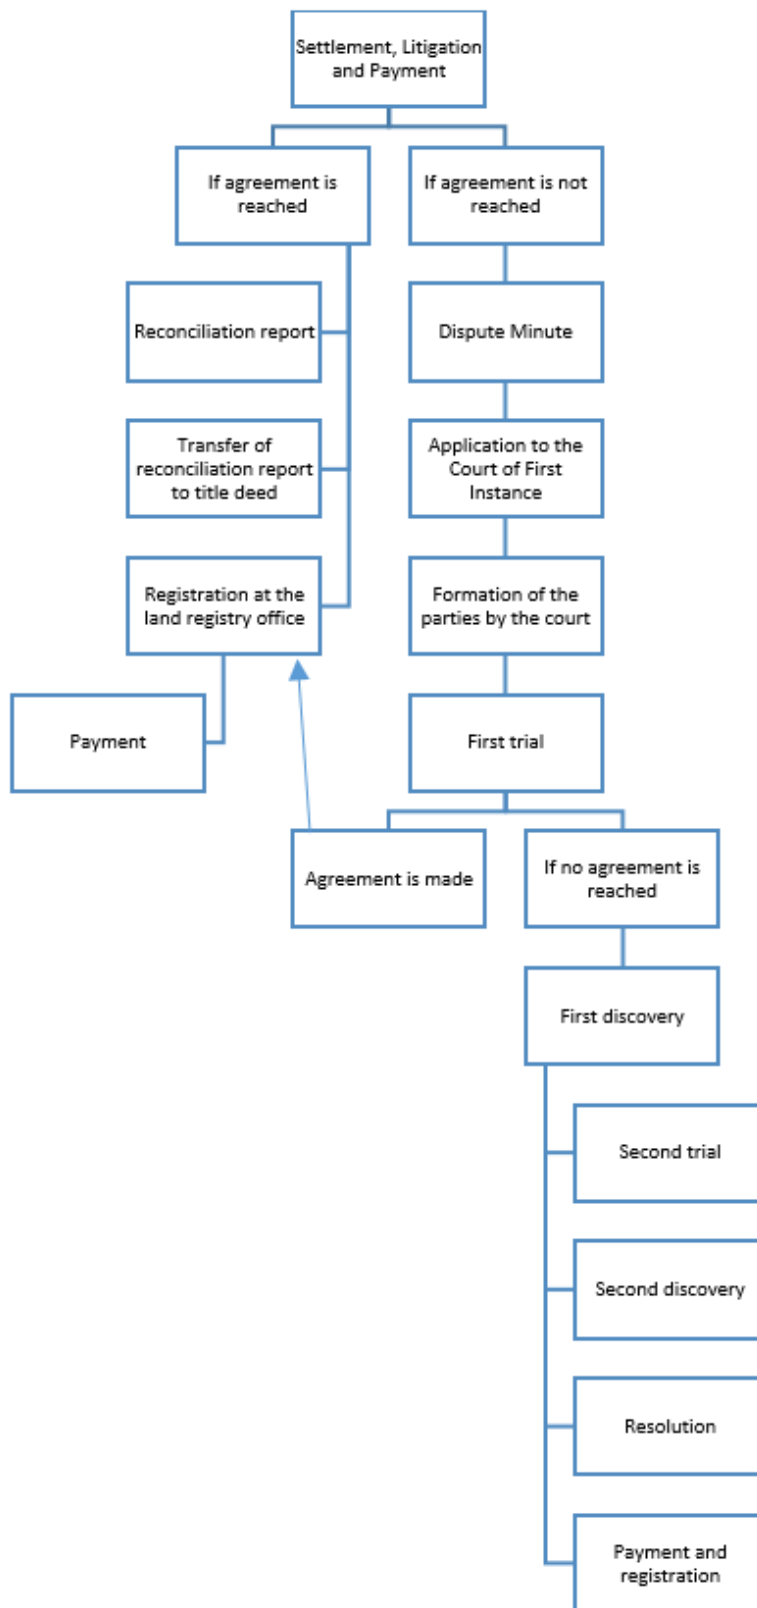 Settlement, Litigation
and Payment
If agreement is
reached
If agreement is not
reached
Reconciliation report
Dispute Minute
Transfer of
reconciliation report
to title deed
Application to the
Court of First
Instance
Registration at the
land registry office
Formation of the
parties by the court
Payment
First trial
Agreement is made
If no agreement is
reached
First discovery
Second trial
Second discovery
Resolution
Payment and
registration